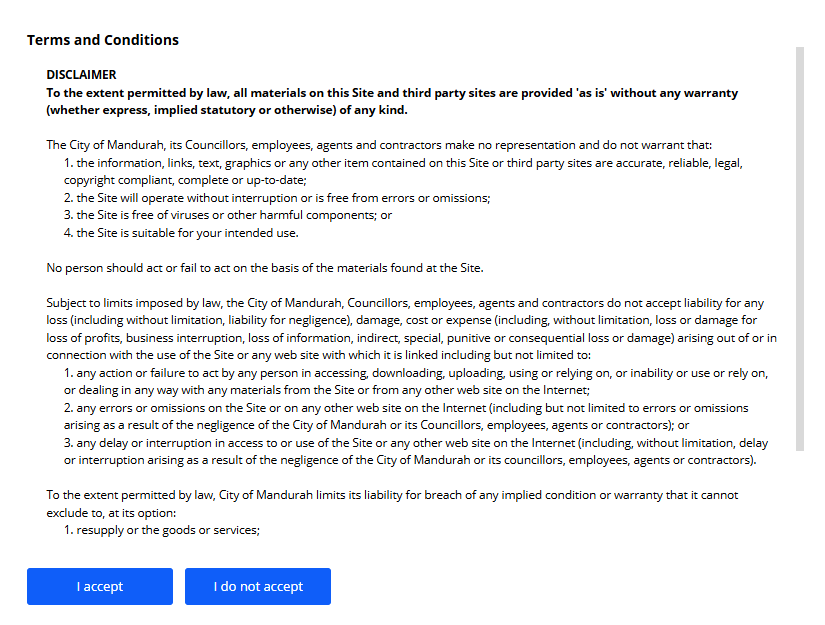 Terms and Conditions
DISCLAIMER
To the extent permitted by law, all materials on this Site and third party sites are provided 'as is' without any warranty
(whether express, implied statutory or otherwise) of any kind.
The City of Mandurah, its Councillors, employees, agents and contractors make no representation and do not warrant that:
1. the information, links, text, graphics or any other item contained on this Site or third party sites are accurate, reliable, legal,
copyright compliant, complete or up-to-date;
2. the Site will operate without interruption or is free from errors or omissions;
3. the Site is free of viruses or other harmful components; or
4. the Site is suitable for your intended use.
No person should act or fail to act on the basis of the materials found at the Site.
Subject to limits imposed by law, the City of Mandurah, Councillors, employees, agents and contractors do not accept liability for any
loss (including without limitation, liability for negligence), damage, cost or expense (including, without limitation, loss or damage for
loss of profits, business interruption, loss of information, indirect, special, punitive or consequential loss or damage) arising out of or in
connection with the use of the Site or any web site with which it is linked including but not limited to:
1. any action or failure to act by any person in accessing, downloading, uploading, using or relying on, or inability or use or rely on,
or dealing in any way with any materials from the Site or from any other web site on the Internet;
2. any errors or omissions on the Site or on any other web site on the Internet (including but not limited to errors or omissions
arising as a result of the negligence of the City of Mandurah or its Councillors, employees, agents or contractors); or
3. any delay or interruption in access to or use of the Site or any other web site on the Internet (including, without limitation, delay
or interruption arising as a result of the negligence of the City of Mandurah or its councillors, employees, agents or contractors).
To the extent permitted by law, City of Mandurah limits its liability for breach of any implied condition or warranty that it cannot
exclude to, at its option:
1. resupply or the goods or services;
I accept
I do not accept